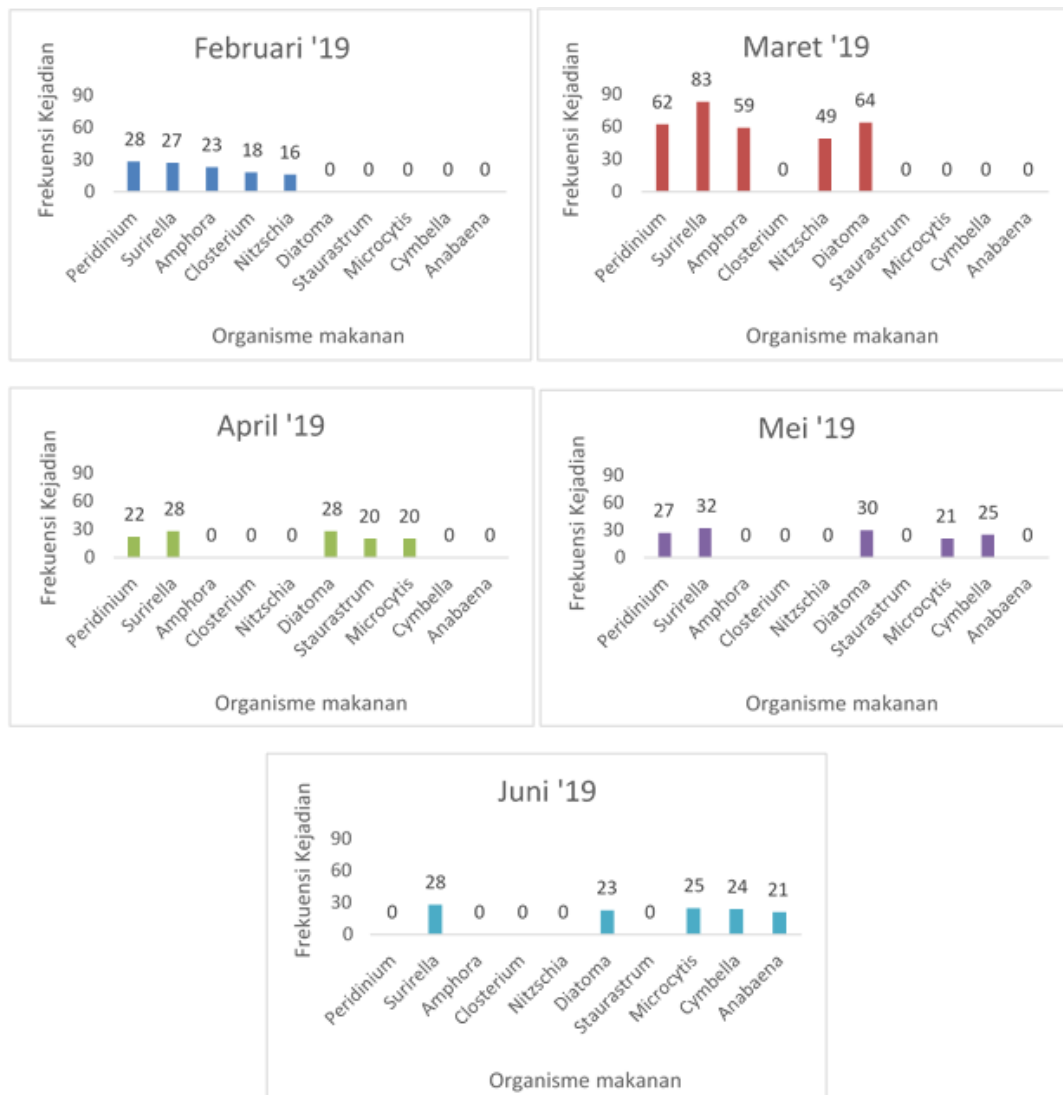 Februari '19
Frekuensi Kejadian
90
60
30
0
28 27 23 18 16 0 0 0 0 0
Peridinium
Surirella
Amphora
Closterium
Nitzschia
Diatoma
Staurastrum
Microcytis
Cymbella
Anabaena
Organisme makanan
Maret '19
Frekuensi Kejadian
90
60
30
0
62 83 59 0 49 64 0 0 0 0
Peridinium
Surirella
Amphora
Closterium
Nitzschia
Diatoma
Staurastrum
Microcytis
Cymbella
Anabaena
Organisme makanan
April '19
Frekuensi Kejadian
90
60
30
0
22 28 0 0 0 28 20 20 0 0
Peridinium
Surirella
Amphora
Closterium
Nitzschia
Diatoma
Staurastrum
Microcytis
Cymbella
Anabaena
Organisme makanan
Mei '19
Frekuensi Kejadian
90
60
30
0
27 32 0 0 0 30 0 21 25 0
Peridinium
Surirella
Amphora
Closterium
Nitzschia
Diatoma
Staurastrum
Microcytis
Cymbella
Anabaena
Organisme makanan
Juni '19
Frekuensi Kejadian
90
60
30
0
0 28 0 0 0 23 0 25 24 21
Peridinium
Surirella
Amphora
Closterium
Nitzschia
Diatoma
Staurastrum
Microcytis
Cymbella
Anabaena
Organisme makanan